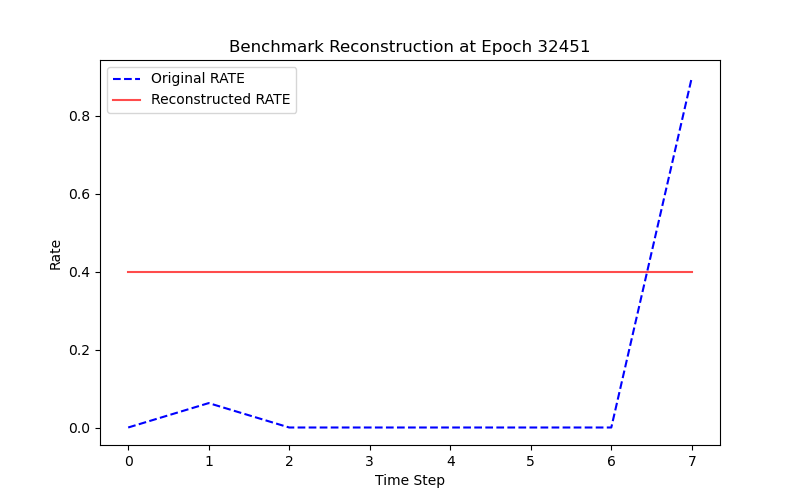 Benchmark Reconstruction at Epoch 32451
Original RATE
Reconstructed RATE
Rate
0.8
0.6
0.4
0.2
0.0
0 1 2 3 4 5 6 7
Time Step